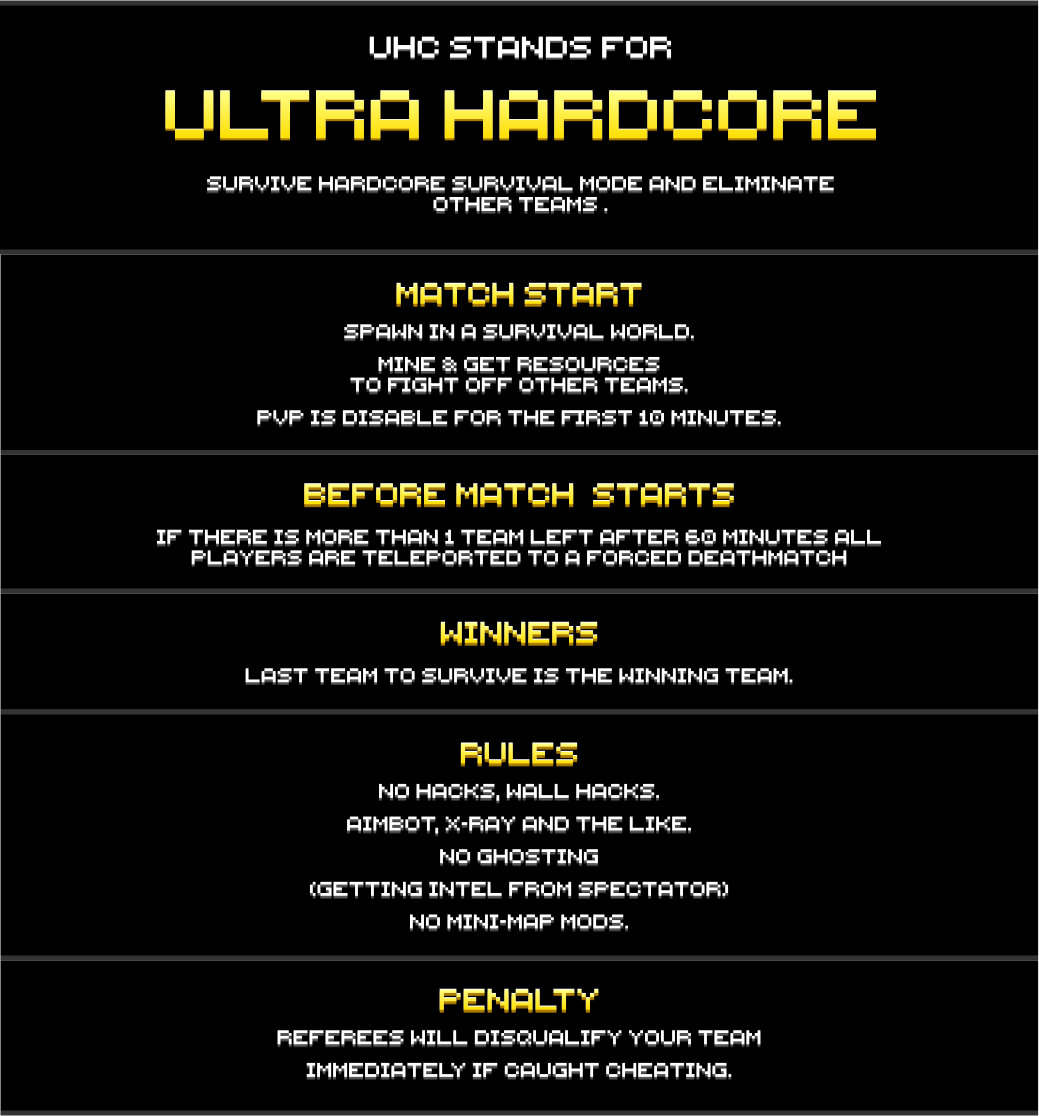 UHC STANDS FOR
ULTRA HARDCORE
SURVIVE HARDCORE SURVIVAL MODE AND ELIMINATE
OTHER TEAMS .
MATCH START
SPAWN IN A SURVIVAL WORLD.
MINE & GET RESOURCES
TO FIGHT OFF OTHER TEAMS.
PVP IS DISABLE FOR THE FIRST 10 MINUTES.
BEFORE MATCH STARTS
IF THERE IS MORE THAN 1 TEAM LEFT AFTER 60 MINUTES ALL
PLAYERS ARE TELEPORTED TO A FORCED DEATHMATCH
WINNERS
LAST TEAM TO SURVIVE IS THE WINNING TEAM.
RULES
NO HACKS, WALL HACKS.
AIMBOT, X-RAY AND THE LIKE.
NO GHOSTING
(GETTING INTEL FROM SPECTATOR)
NO MINI-MAP MODS.
PENALTY
REFEREES WILL DISQUALIFY YOUR TEAM
IMMEDIATELY IF CAUGHT CHEATING.